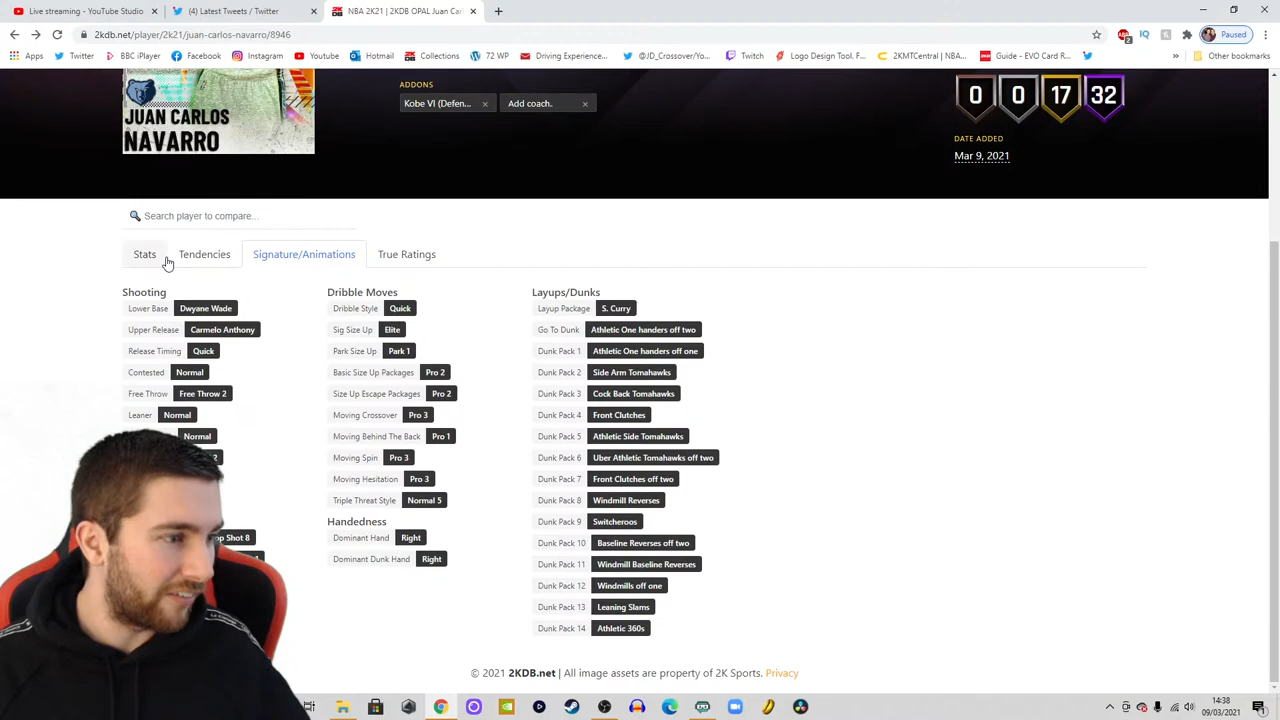 Live streaming - YouTube Studio
(4) Latest Tweets / Twitter
NBA 2K21 | 2KDB OPAL Juan Car
2kdb.net/player/2k21/juan-carlos-navarro/8946
Paused
Apps
Twitter
BBC iPlayer
Facebook
Instagram
Youtube
Hotmail
Collections
72 WP
Driving Experience...
@JD_Crossover/Yo...
Twitch
Logo Design Tool. F...
2KMTCentral | NBA...
Guide - EVO Card R...
Other bookmarks
JUAN CARLOS
NAVARRO
ADDONS
Kobe VI (Defen...
Add coach.
0 0 17 32
DATE ADDED
Mar 9, 2021
Search player to compare...
Stats Tendencies Signature/Animations True Ratings
Shooting
Lower Base Dwyane Wade
Upper Release Carmelo Anthony
Release Timing Quick
Contested Normal
Free Throw Free Throw 2
Leaner Normal
Normal
2
op Shot 8
Dribble Moves
Dribble Style Quick
Sig Size Up Elite
Park Size Up Park 1
Basic Size Up Packages Pro 2
Size Up Escape Packages Pro 2
Moving Crossover Pro 3
Moving Behind The Back Pro 1
Moving Spin Pro 3
Moving Hesitation Pro 3
Triple Threat Style Normal 5
Handedness
Dominant Hand Right
Dominant Dunk Hand Right
Layups/Dunks
Layup Package S. Curry
Go To Dunk Athletic One handers off two
Dunk Pack 1 Athletic One handers off one
Dunk Pack 2 Side Arm Tomahawks
Dunk Pack 3 Cock Back Tomahawks
Dunk Pack 4 Front Clutches
Dunk Pack 5 Athletic Side Tomahawks
Dunk Pack 6 Uber Athletic Tomahawks off two
Dunk Pack 7 Front Clutches off two
Dunk Pack 8 Windmill Reverses
Dunk Pack 9 Switcheroos
Dunk Pack 10 Baseline Reverses off two
Dunk Pack 11 Windmill Baseline Reverses
Dunk Pack 12 Windmills off one
Dunk Pack 13 Leaning Slams
Dunk Pack 14 Athletic 360s
© 2021 2KDB.net | All image assets are property of 2K Sports. Privacy
14:38
09/03/2021